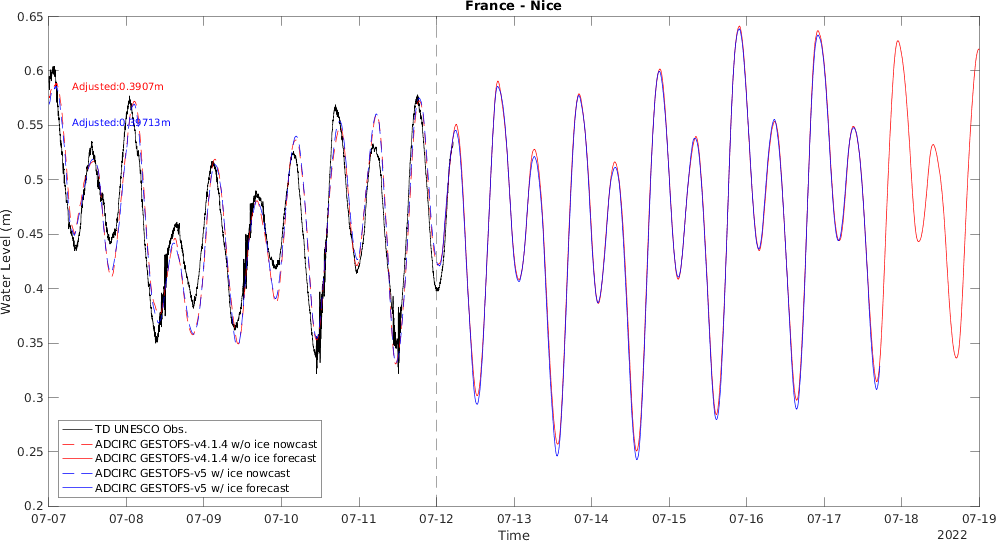 France - Nice
0.65
0.6
0.55
0.5
0.45
0.4
0.35
0.3
0.25
0.2
Water Level (m)
Adjusted:0.3907m
Adjusted:0.39713m
TD UNESCO Obs.
ADCIRC GESTOFS-v4.1.4 w/o ice nowcast
ADCIRC GESTOFS-v4.1.4 w/o ice forecast
ADCIRC GESTOFS-v5 w/ ice nowcast
ADCIRC GESTOFS-v5 w/ ice forecast
07-07 07-08 07-09 07-10 07-11 07-12 07-13 07-14 07-15 07-16 07-17 07-18 07-19
Time
2022